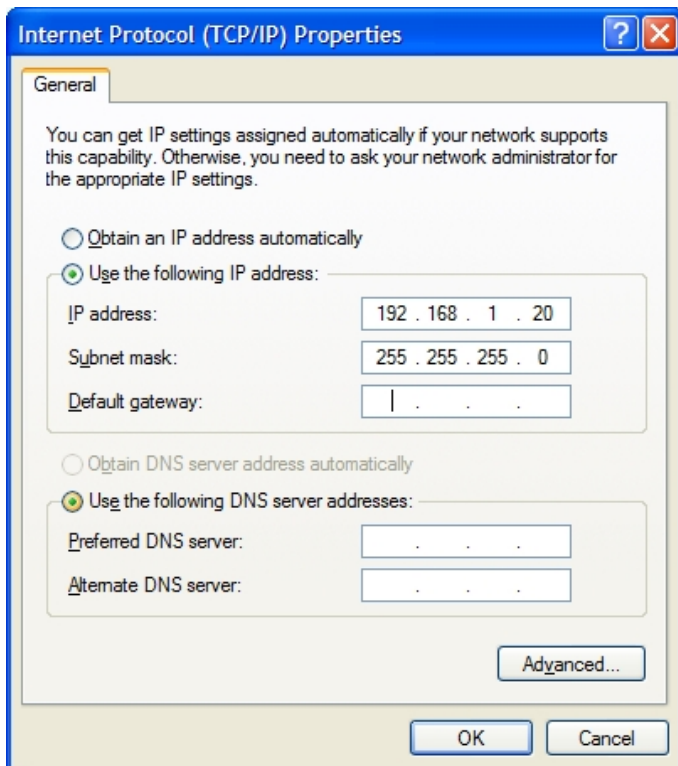 Internet Protocol (TCP/IP) Properties
General
You can get IP settings assigned automatically if your network supports
this capability. Otherwise, you need to ask your network administrator for
the appropriate IP settings.
Obtain an IP address automatically
Use the following IP address:
IP address: 192 . 168 . 1 . 20
Subnet mask: 255 . 255 . 255 . 0
Default gateway: . . .
Obtain DNS server address automatically
Use the following DNS server addresses:
Preferred DNS server: . . .
Alternate DNS server: . . .
Advanced...
OK Cancel